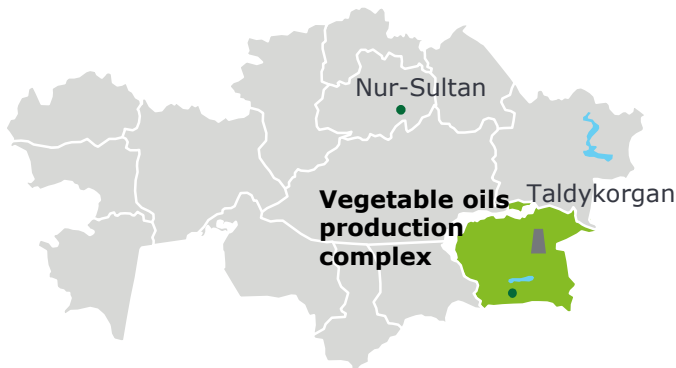 Nur-Sultan
Taldykorgan
Vegetable oils
production
complex